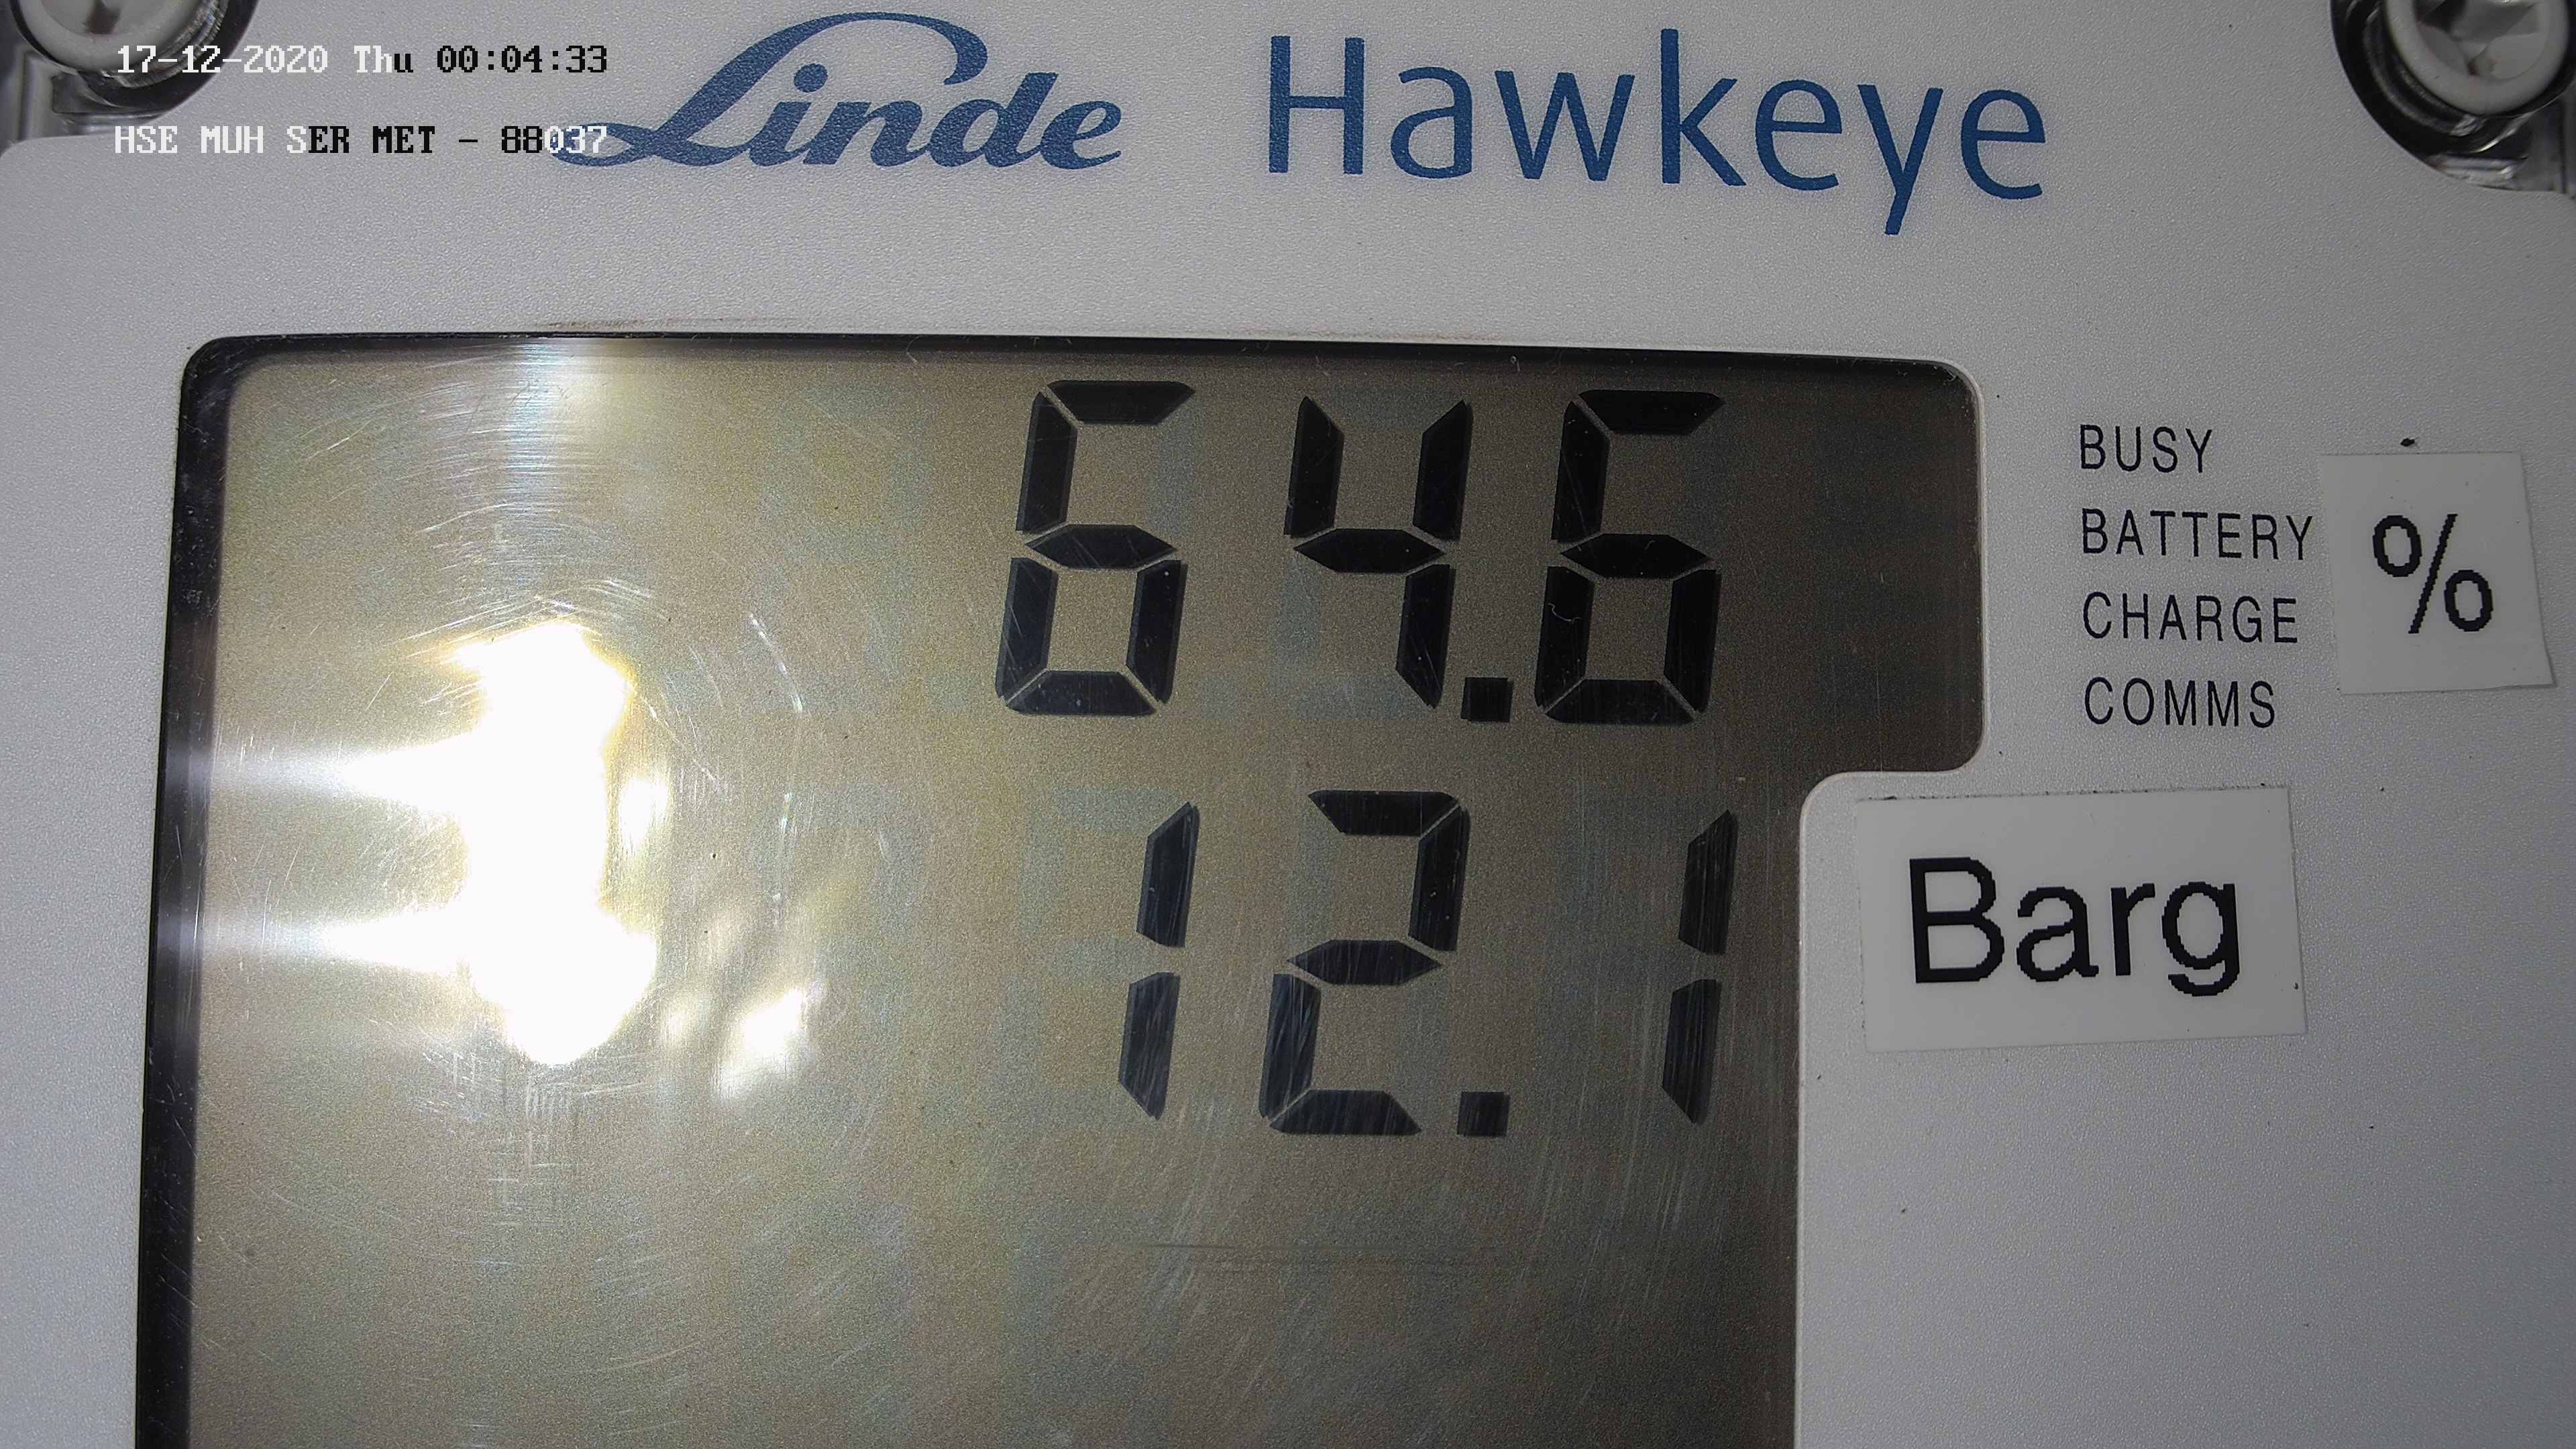 17-12-2020 Thu 00:04:33
HSE MUH SER MET - 88037
Linde Hawkeye
64.6
BUSY
BATTERY
CHARGE
COMMS
%
12.1
Barg